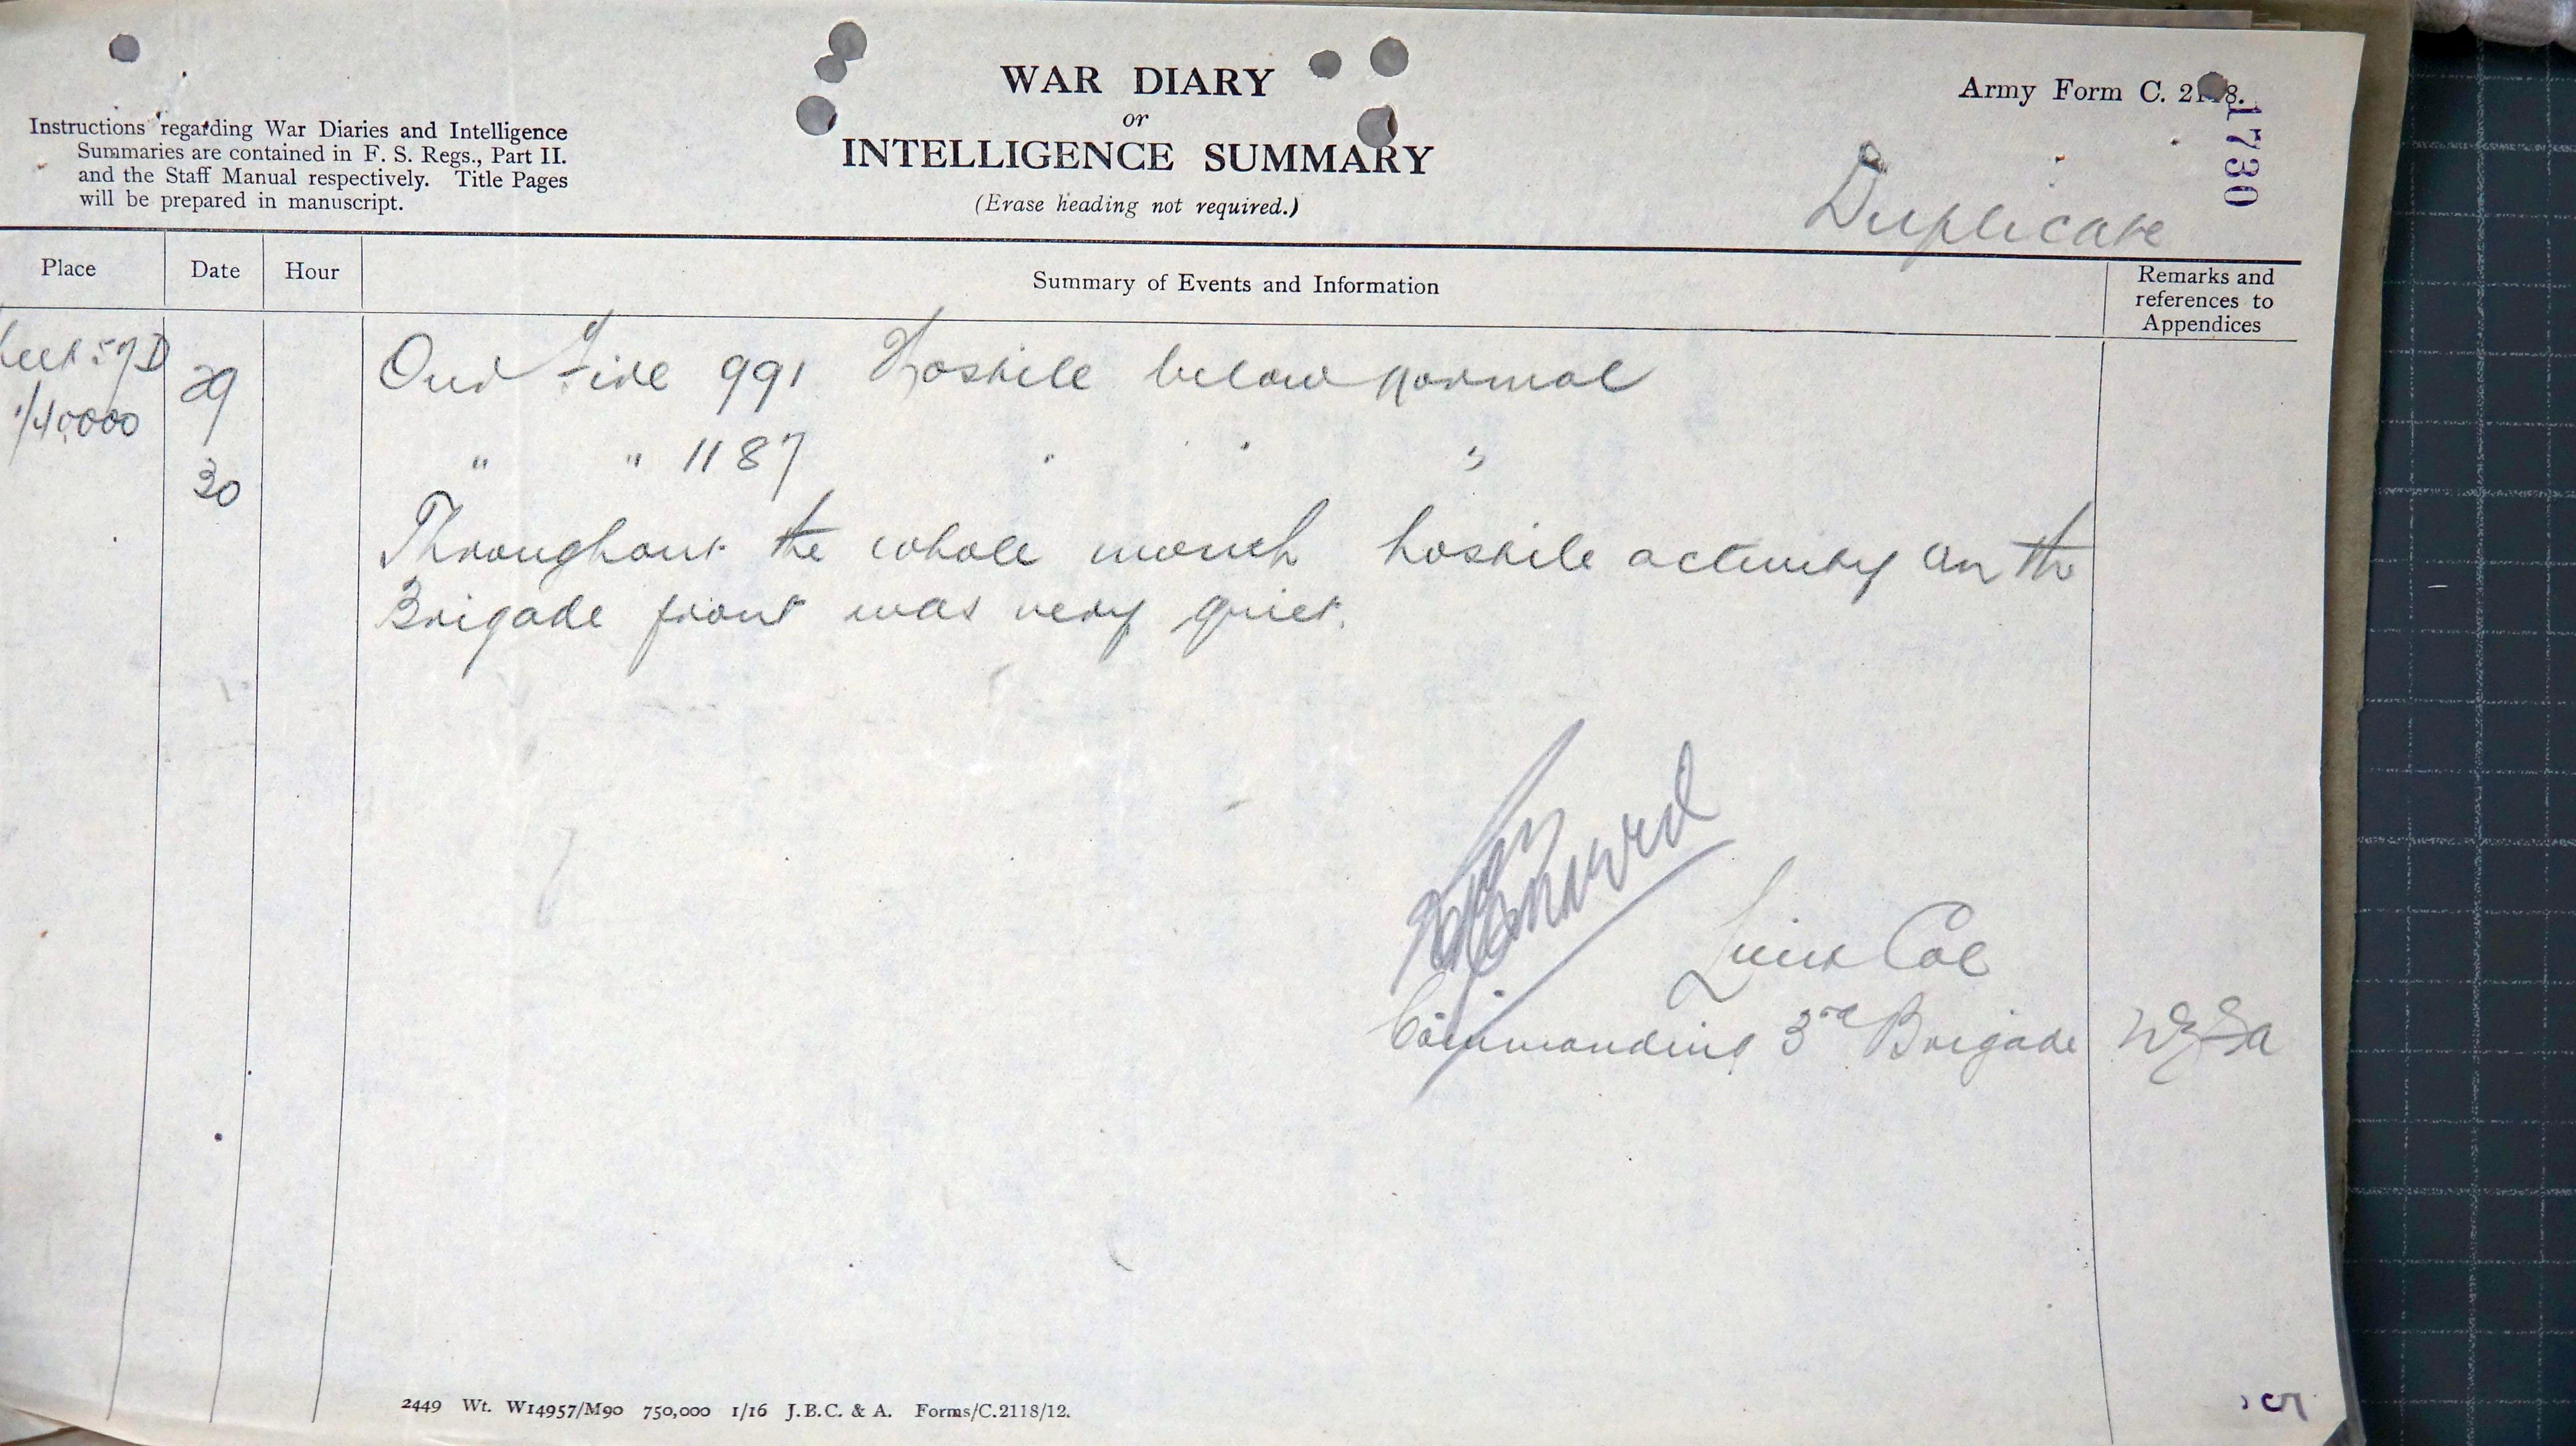 WAR DIARY
or
INTELLIGENCE SUMMARY
(Erase heading not required.)
Army Form C. 2118.
1730
Duplicate
Instructions regarding War Diaries and Intelligence
Summaries are contained in F. S. Regs., Part II.
and the Staff Manual respectively. Title Pages
will be prepared in manuscript.
Place Date Hour Summary of Events and Information Remarks and
references to
Appendices
57D 29 Our Fire 991 Hostile below normal
1/40,000
30 " " 1187 " " "
Throughout the whole month hostile activity on the
Brigade front was very quiet.
Lieut Col
Commanding 3rd Brigade NZFA
2449 Wt. W14957/M90 750,000 1/16 J.B.C. & A. Forms/C.2118/12.